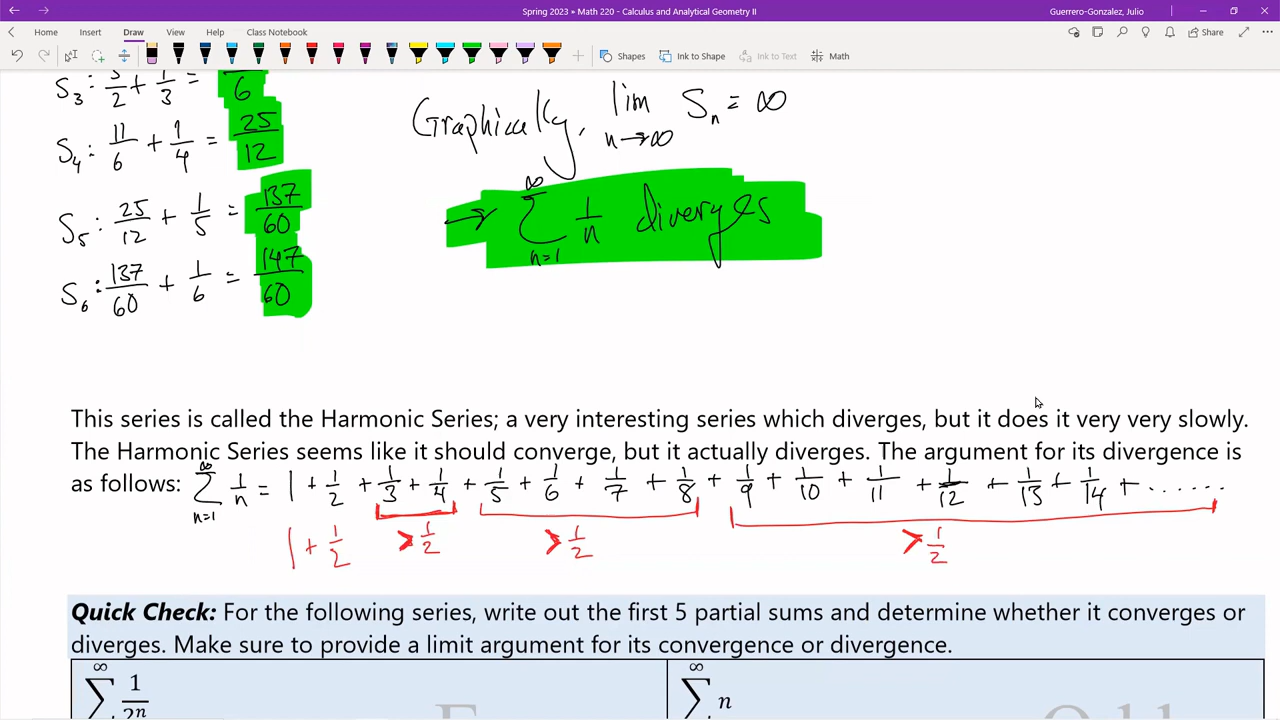 Spring 2023 » Math 220 - Calculus and Analytical Geometry II
Guerrero-Gonzalez, Julio
Home Insert Draw View Help Class Notebook
Share
Shapes Ink to Shape Ink to Text Math
S₃: 3/2 + 1/3 = /6
S₄: 11/6 + 1/4 = 25/12
S₅: 25/12 + 1/5 = 137/60
S₆: 137/60 + 1/6 = 147/60
Graphically, lim n→∞ Sₙ = ∞
→ ∑ n=1 ∞ 1/n diverges
This series is called the Harmonic Series; a very interesting series which diverges, but it does it very very slowly.
The Harmonic Series seems like it should converge, but it actually diverges. The argument for its divergence is
as follows: ∑ n=1 ∞ 1/n = 1 + 1/2 + 1/3 + 1/4 + 1/5 + 1/6 + 1/7 + 1/8 + 1/9 + 1/10 + 1/11 + 1/12 + 1/13 + 1/14 + ......
1 + 1/2 > 1/2 > 1/2 > 1/2
Quick Check: For the following series, write out the first 5 partial sums and determine whether it converges or
diverges. Make sure to provide a limit argument for its convergence or divergence.
∑ ∞ 1/2n
∑ ∞ n